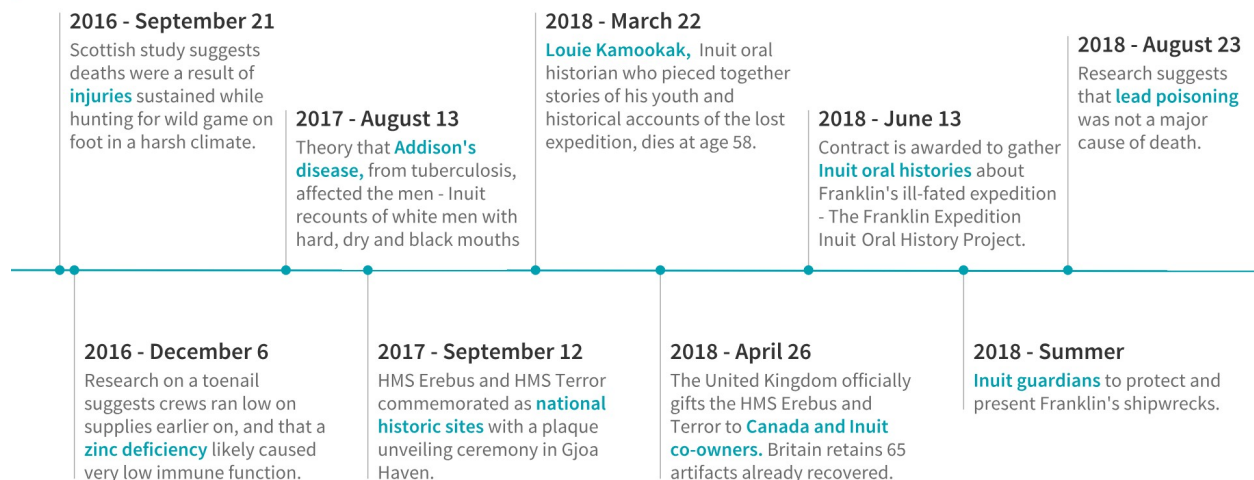 2016 - September 21
Scottish study suggests
deaths were a result of
injuries sustained while
hunting for wild game on
foot in a harsh climate.
2016 - December 6
Research on a toenail
suggests crews ran low on
supplies earlier on, and that a
zinc deficiency likely caused
very low immune function.
2017 - August 13
Theory that Addison's
disease, from tuberculosis,
affected the men - Inuit
recounts of white men with
hard, dry and black mouths
2017 - September 12
HMS Erebus and HMS Terror
commemorated as national
historic sites with a plaque
unveiling ceremony in Gjoa
Haven.
2018 - March 22
Louie Kamookak, Inuit oral
historian who pieced together
stories of his youth and
historical accounts of the lost
expedition, dies at age 58.
2018 - April 26
The United Kingdom officially
gifts the HMS Erebus and
Terror to Canada and Inuit
co-owners. Britain retains 65
artifacts already recovered.
2018 - June 13
Contract is awarded to gather
Inuit oral histories about
Franklin's ill-fated expedition
- The Franklin Expedition
Inuit Oral History Project.
2018 - Summer
Inuit guardians to protect and
present Franklin's shipwrecks.
2018 - August 23
Research suggests
that lead poisoning
was not a major
cause of death.